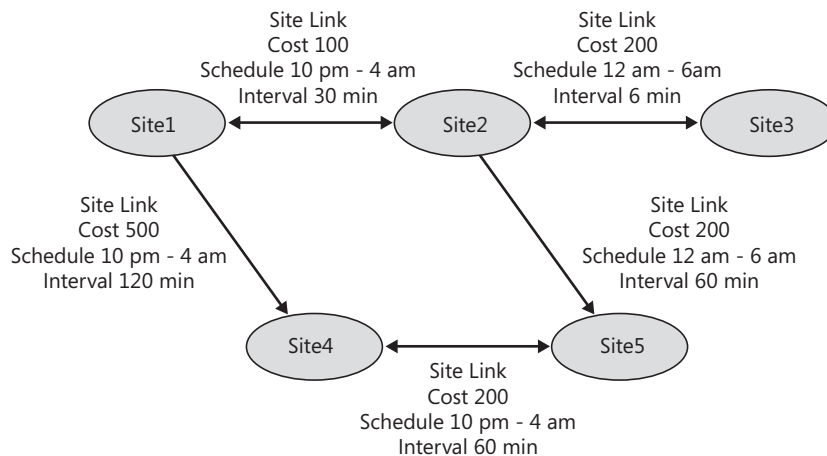 Site Link
Cost 100
Schedule 10 pm - 4 am
Interval 30 min
Site Link
Cost 200
Schedule 12 am - 6am
Interval 6 min
Site1
Site2
Site3
Site Link
Cost 500
Schedule 10 pm - 4 am
Interval 120 min
Site Link
Cost 200
Schedule 12 am - 6 am
Interval 60 min
Site4
Site5
Site Link
Cost 200
Schedule 10 pm - 4 am
Interval 60 min